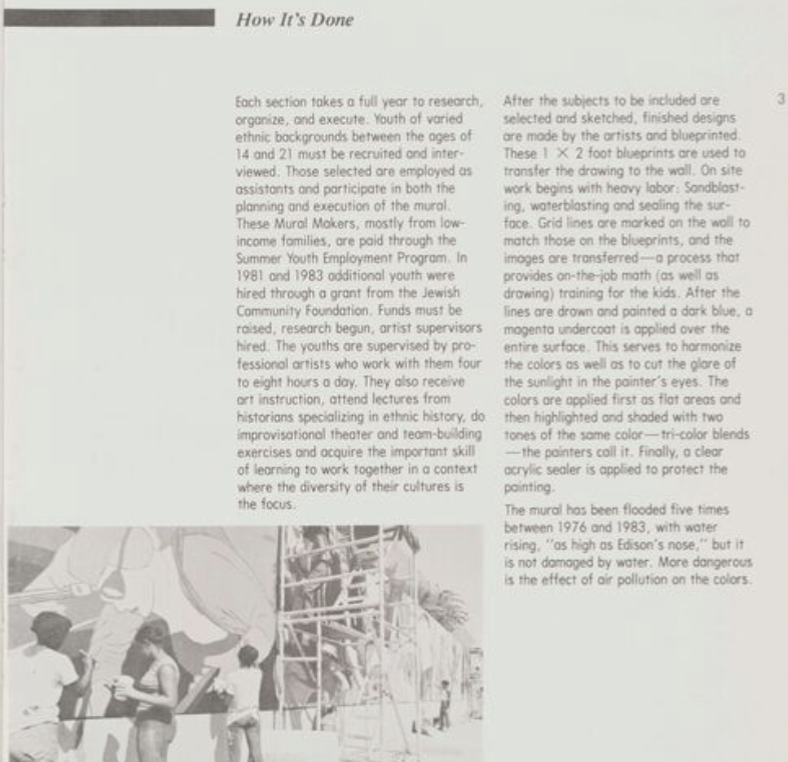 How It's Done
Each section takes a full year to research,
organize, and execute. Youth of varied
ethnic backgrounds between the ages of
14 and 21 must be recruited and inter-
viewed. Those selected are employed as
assistants and participate in both the
planning and execution of the mural.
These Mural Makers, mostly from low-
income families, are paid through the
Summer Youth Employment Program. In
1981 and 1983 additional youth were
hired through a grant from the Jewish
Community Foundation. Funds must be
raised, research begun, artist supervisors
hired. The youths are supervised by pro-
fessional artists who work with them four
to eight hours a day. They also receive
art instruction, attend lectures from
historians specializing in ethnic history, do
improvisational theater and team-building
exercises and acquire the important skill
of learning to work together in a context
where the diversity of their cultures is
the focus.
After the subjects to be included are
selected and sketched, finished designs
are made by the artists and blueprinted.
These 1 × 2 foot blueprints are used to
transfer the drawing to the wall. On site
work begins with heavy labor: Sandblast-
ing, waterblasting and sealing the sur-
face. Grid lines are marked on the wall to
match those on the blueprints, and the
images are transferred—a process that
provides on-the-job math (as well as
drawing) training for the kids. After the
lines are drawn and painted a dark blue, a
magenta undercoat is applied over the
entire surface. This serves to harmonize
the colors as well as to cut the glare of
the sunlight in the painter's eyes. The
colors are applied first as flat areas and
then highlighted and shaded with two
tones of the same color—tri-color blends
—the painters call it. Finally, a clear
acrylic sealer is applied to protect the
painting.
The mural has been flooded five times
between 1976 and 1983, with water
rising, "as high as Edison's nose," but it
is not damaged by water. More dangerous
is the effect of air pollution on the colors.
3